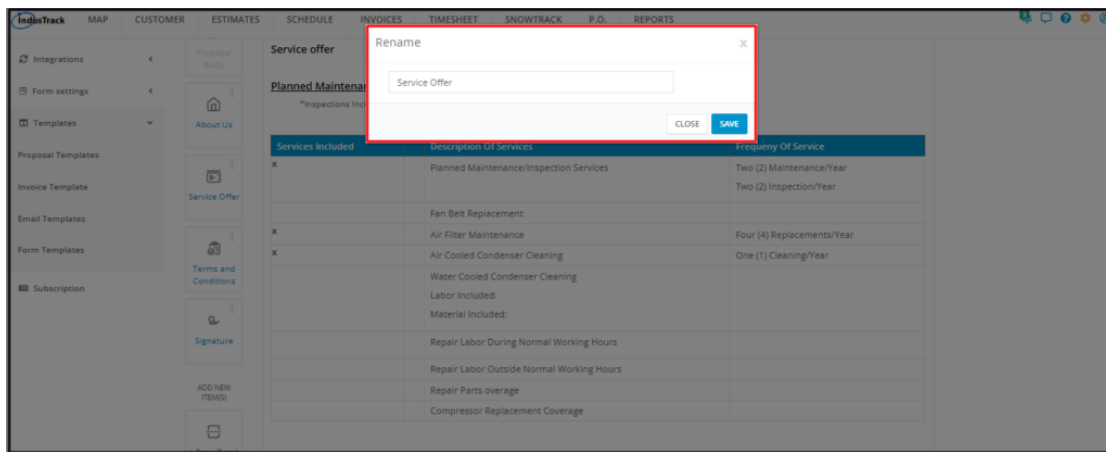 IndusTrack MAP CUSTOMER ESTIMATES SCHEDULE INVOICES TIMESHEET SNOWTRACK P.O. REPORTS
Rename X
Service Offer
CLOSE SAVE
Integrations
Form settings
Templates
Proposal Templates
Invoice Template
Email Templates
Form Templates
Subscription
Proposal
Body
About Us
Service Offer
Terms and
Conditions
Signature
ADD NEW
ITEM(S)
Service offer
Planned Maintenan
*Inspections Incl
Services Included Description Of Services Frequeny Of Service
x Planned Maintenance/Inspection Services Two (2) Maintenance/Year
Two (2) Inspection/Year
Fan Belt Replacement
x Air Filter Maintenance Four (4) Replacements/Year
x Air Cooled Condenser Cleaning One (1) Cleaning/Year
Water Cooled Condenser Cleaning
Labor Included:
Material Included:
Repair Labor During Normal Working Hours
Repair Labor Outside Normal Working Hours
Repair Parts overage
Compressor Replacement Coverage